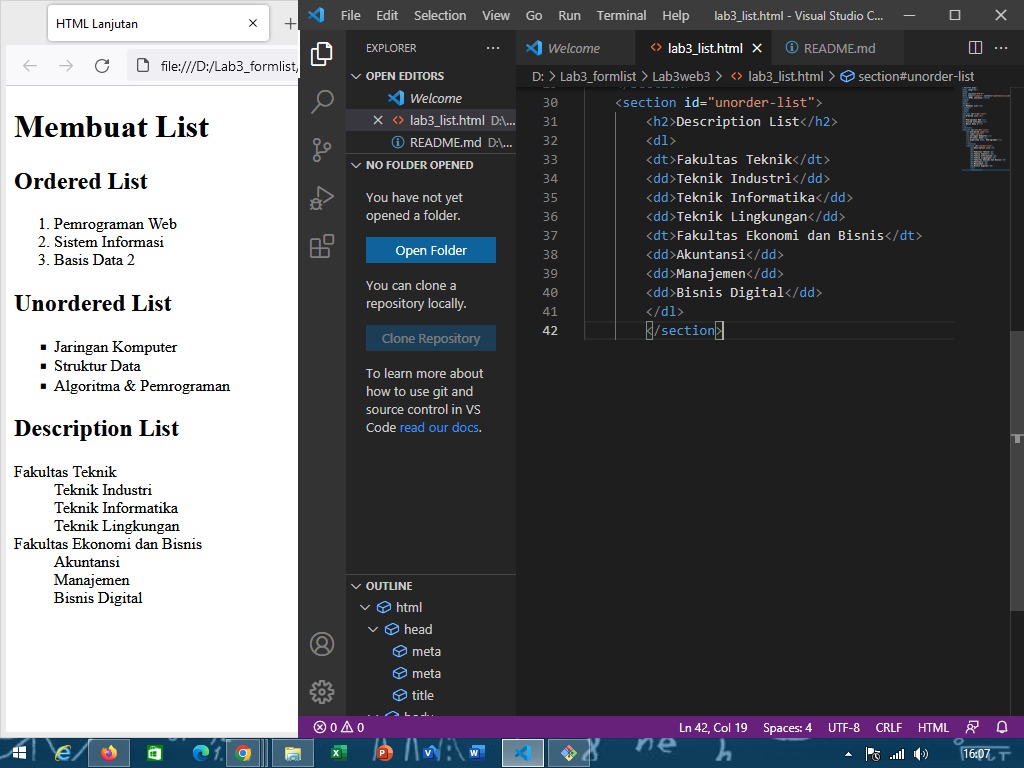 HTML Lanjutan
file:///D:/Lab3_formlist,
Membuat List
Ordered List
1. Pemrograman Web
2. Sistem Informasi
3. Basis Data 2
Unordered List
Jaringan Komputer
Struktur Data
Algoritma & Pemrograman
Description List
Fakultas Teknik
Teknik Industri
Teknik Informatika
Teknik Lingkungan
Fakultas Ekonomi dan Bisnis
Akuntansi
Manajemen
Bisnis Digital
File Edit Selection View Go Run Terminal Help lab3_list.html - Visual Studio C...
EXPLORER
OPEN EDITORS
Welcome
lab3_list.html D:\...
README.md D:\...
NO FOLDER OPENED
You have not yet
opened a folder.
Open Folder
You can clone a
repository locally.
Clone Repository
To learn more about
how to use git and
source control in VS
Code read our docs.
OUTLINE
html
head
meta
meta
title
body
Welcome lab3_list.html README.md
D: > Lab3_formlist > Lab3web3 > lab3_list.html > section#unorder-list
30 <section id="unorder-list">
31 <h2>Description List</h2>
32 <dl>
33 <dt>Fakultas Teknik</dt>
34 <dd>Teknik Industri</dd>
35 <dd>Teknik Informatika</dd>
36 <dd>Teknik Lingkungan</dd>
37 <dt>Fakultas Ekonomi dan Bisnis</dt>
38 <dd>Akuntansi</dd>
39 <dd>Manajemen</dd>
40 <dd>Bisnis Digital</dd>
41 </dl>
42 </section>
0 0 Ln 42, Col 19 Spaces: 4 UTF-8 CRLF HTML
16:07